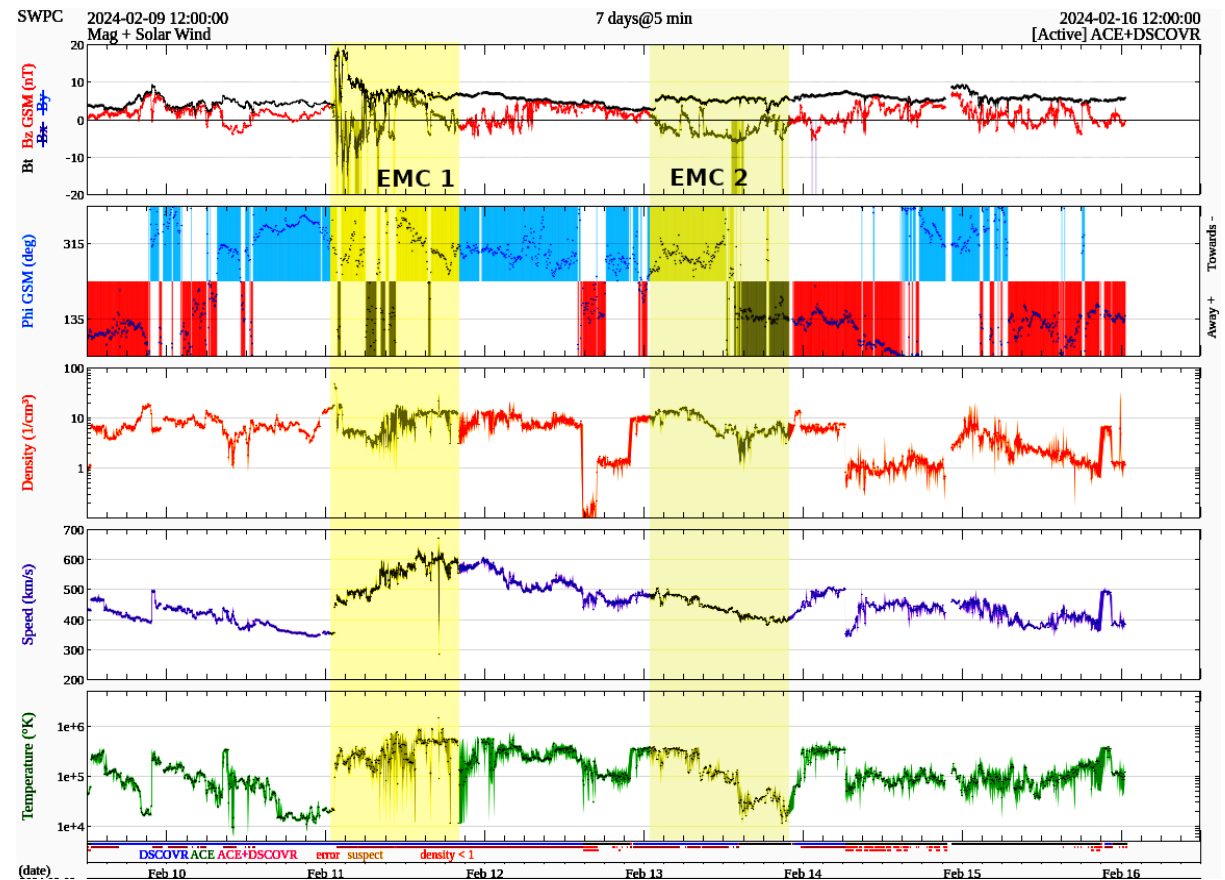 SWPC 2024-02-09 12:00:00 7 days@5 min 2024-02-16 12:00:00
Mag + Solar Wind [Active] ACE+DSCOVR
Bt Bz GSM (nT)
Bx By
20
10
0
-10
-20
EMC 1 EMC 2
Phi GSM (deg)
315
135
Towards -
Away +
Density (1/cm³)
100
10
1
Speed (km/s)
700
600
500
400
300
200
Temperature (°K)
1e+6
1e+5
1e+4
DSCOVR ACE ACE+DSCOVR error suspect density < 1
(date) Feb 10 Feb 11 Feb 12 Feb 13 Feb 14 Feb 15 Feb 16